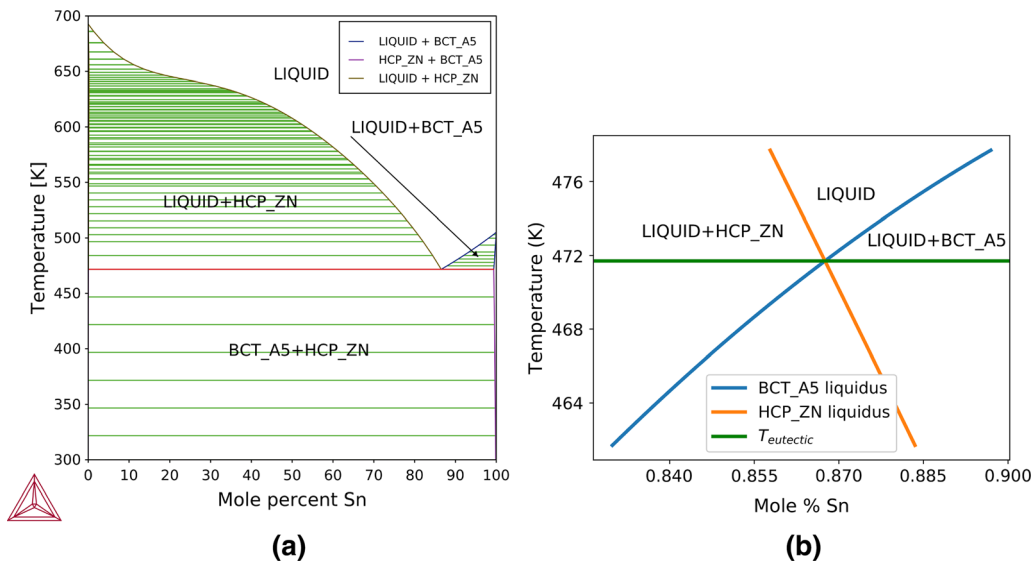 700
650
600
550
500
450
400
350
300
Temperature [K]
LIQUID + BCT_A5
HCP_ZN + BCT_A5
LIQUID + HCP_ZN
LIQUID
LIQUID+BCT_A5
LIQUID+HCP_ZN
BCT_A5+HCP_ZN
0 10 20 30 40 50 60 70 80 90 100
Mole percent Sn
(a)
476
472
468
464
Temperature (K)
LIQUID
LIQUID+HCP_ZN
LIQUID+BCT_A5
BCT_A5 liquidus
HCP_ZN liquidus
T_eutectic
0.840 0.855 0.870 0.885 0.900
Mole % Sn
(b)